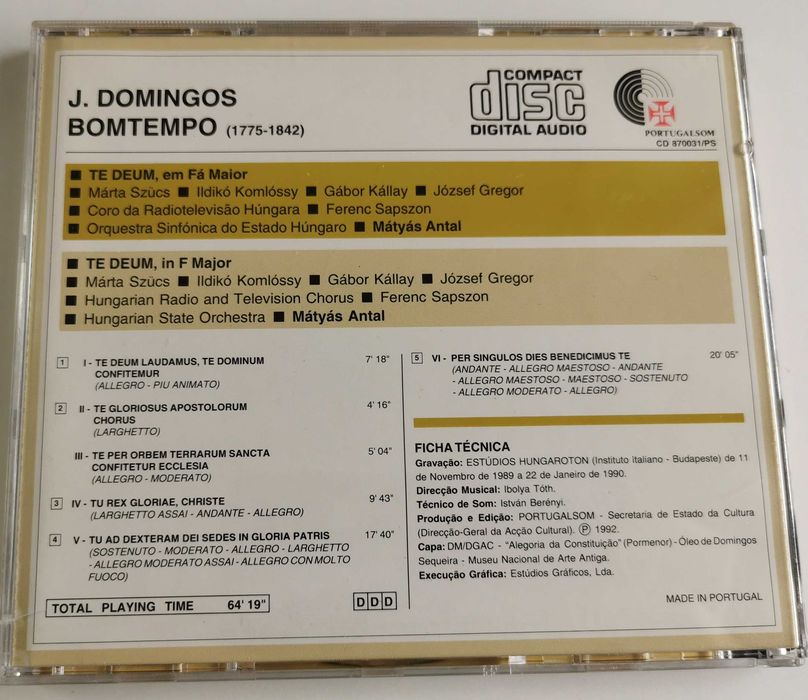 J. DOMINGOS
BOMTEMPO (1775-1842)
COMPACT
disc
DIGITAL AUDIO
PORTUGALSOM
CD 870031/PS
■ TE DEUM, em Fá Maior
■ Márta Szücs ■ Ildikó Komlóssy ■ Gábor Kállay ■ József Gregor
■ Coro da Radiotelevisão Húngara ■ Ferenc Sapszon
■ Orquestra Sinfónica do Estado Húngaro ■ Mátyás Antal
■ TE DEUM, in F Major
■ Márta Szücs ■ Ildikó Komlóssy ■ Gábor Kállay ■ József Gregor
■ Hungarian Radio and Television Chorus ■ Ferenc Sapszon
■ Hungarian State Orchestra ■ Mátyás Antal
1 I - TE DEUM LAUDAMUS, TE DOMINUM 7' 18"
CONFITEMUR
(ALLEGRO - PIU ANIMATO)
2 II - TE GLORIOSUS APOSTOLORUM 4' 16"
CHORUS
(LARGHETTO)
III - TE PER ORBEM TERRARUM SANCTA 5' 04"
CONFITETUR ECCLESIA
(ALLEGRO - MODERATO)
3 IV - TU REX GLORIAE, CHRISTE 9' 43"
(LARGHETTO ASSAI - ANDANTE - ALLEGRO)
4 V - TU AD DEXTERAM DEI SEDES IN GLORIA PATRIS 17' 40"
(SOSTENUTO - MODERATO - ALLEGRO - LARGHETTO
- ALLEGRO MODERATO ASSAI - ALLEGRO CON MOLTO
FUOCO)
TOTAL PLAYING TIME 64' 19"
D D D
5 VI - PER SINGULOS DIES BENEDICIMUS TE 20' 05"
(ANDANTE - ALLEGRO MAESTOSO - ANDANTE
- ALLEGRO MAESTOSO - MAESTOSO - SOSTENUTO
- ALLEGRO MODERATO - ALLEGRO)
FICHA TÉCNICA
Gravação: ESTÚDIOS HUNGAROTON (Instituto Italiano - Budapeste) de 11
de Novembro de 1989 a 22 de Janeiro de 1990.
Direcção Musical: Ibolya Tóth.
Técnico de Som: István Berényi.
Produção e Edição: PORTUGALSOM - Secretaria de Estado da Cultura
(Direcção-Geral da Acção Cultural). Ⓟ 1992.
Capa: DM/DGAC - "Alegoria da Constituição" (Pormenor) - Óleo de Domingos
Sequeira - Museu Nacional de Arte Antiga.
Execução Gráfica: Estúdios Gráficos, Lda.
MADE IN PORTUGAL